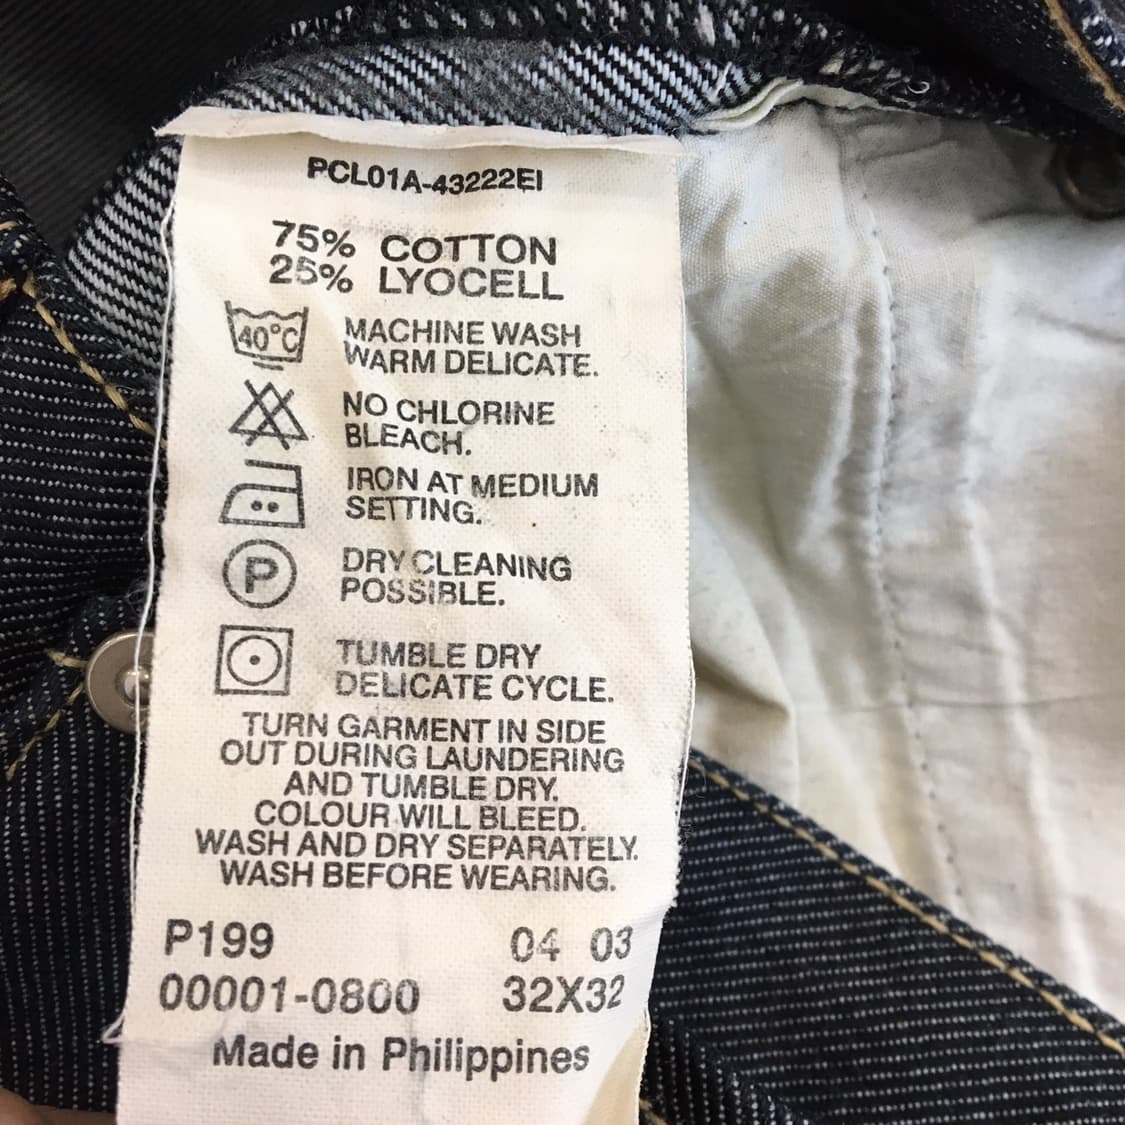 PCL01A-43222EI
75% COTTON
25% LYOCELL
40°C MACHINE WASH
WARM DELICATE.
NO CHLORINE
BLEACH.
IRON AT MEDIUM
SETTING.
P DRY CLEANING
POSSIBLE.
TUMBLE DRY
DELICATE CYCLE.
TURN GARMENT IN SIDE
OUT DURING LAUNDERING
AND TUMBLE DRY.
COLOUR WILL BLEED.
WASH AND DRY SEPARATELY.
WASH BEFORE WEARING.
P199 04 03
00001-0800 32X32
Made in Philippines